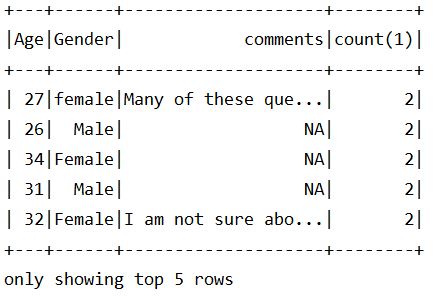 +---+------+--------------------+--------+
|Age|Gender|            comments|count(1)|
+---+------+--------------------+--------+
| 27|female|Many of these que...|       2|
| 26|  Male|                  NA|       2|
| 34|Female|                  NA|       2|
| 31|  Male|                  NA|       2|
| 32|Female|I am not sure abo...|       2|
+---+------+--------------------+--------+
only showing top 5 rows